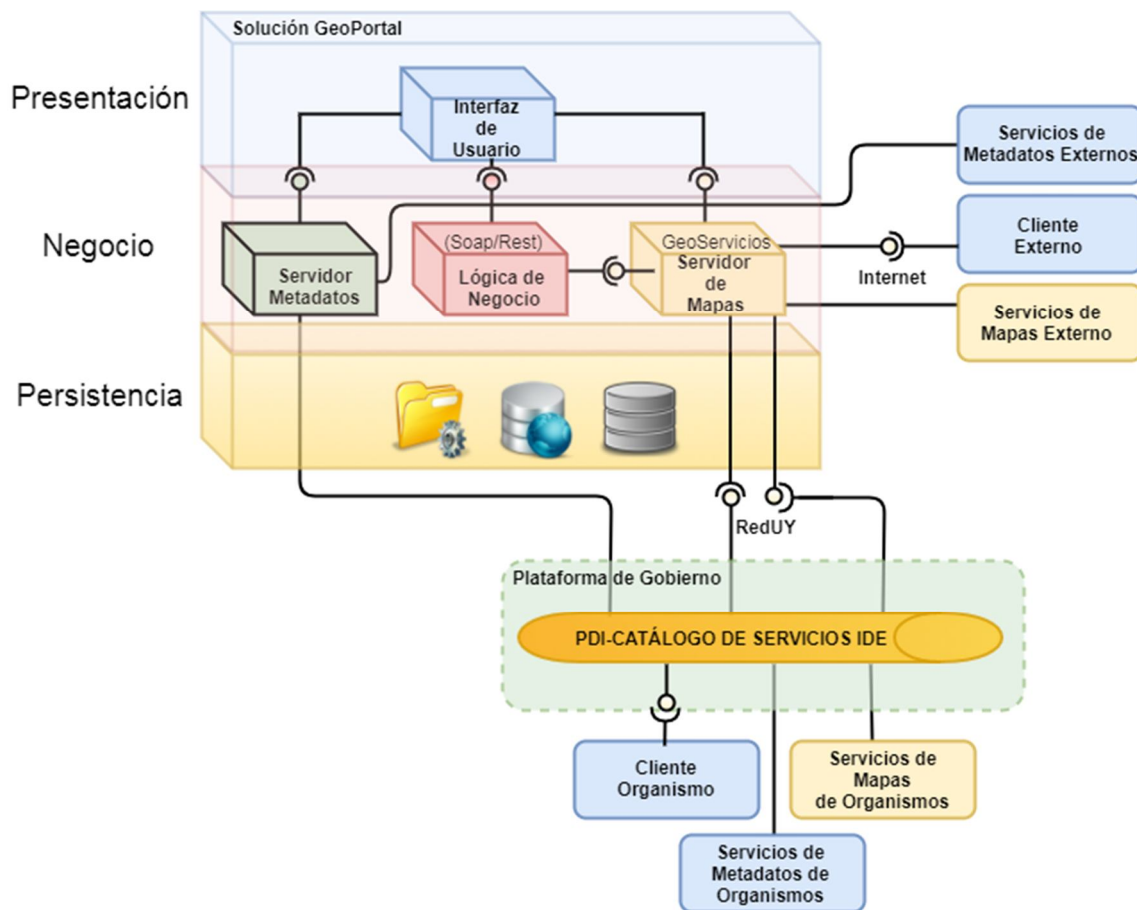 Solución GeoPortal
Presentación
Interfaz
de
Usuario
Servicios de
Metadatos Externos
Negocio
(Soap/Rest)
GeoServicios
Servidor
Metadatos
Lógica de
Negocio
Servidor
de
Mapas
Cliente
Externo
Internet
Servicios de
Mapas Externo
Persistencia
RedUY
Plataforma de Gobierno
PDI-CATÁLOGO DE SERVICIOS IDE
Cliente
Organismo
Servicios de
Mapas
de Organismos
Servicios de
Metadatos de
Organismos